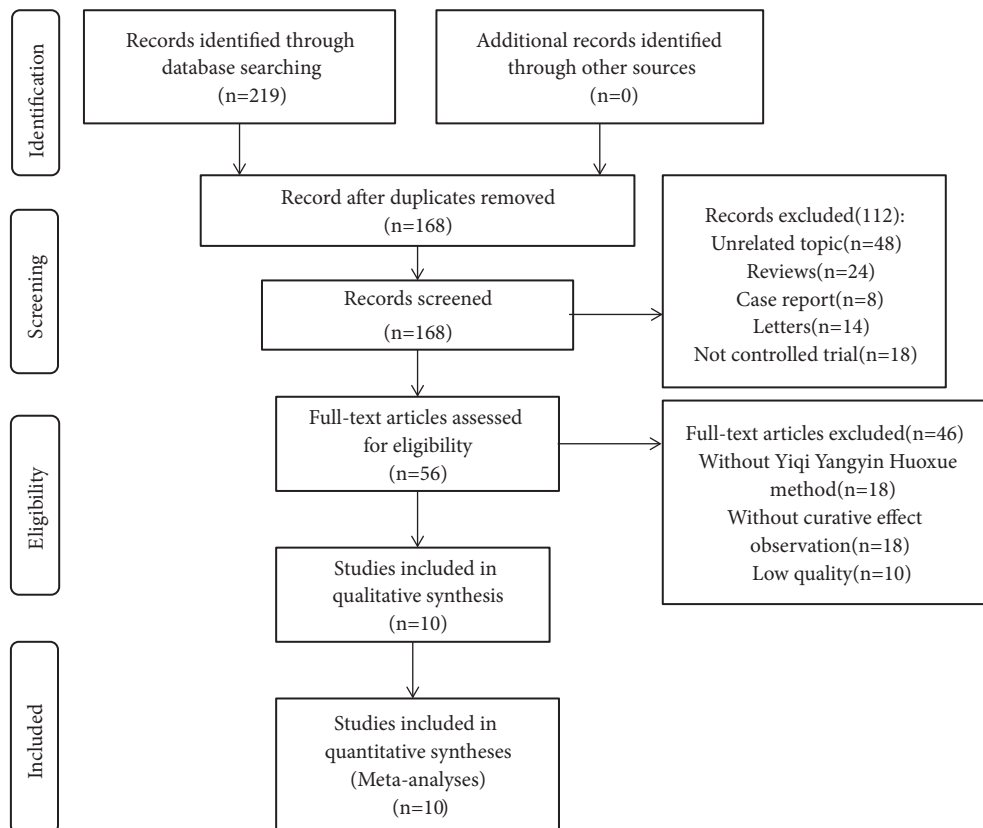 Identification
Records identified through
database searching
(n=219)
Additional records identified
through other sources
(n=0)
Record after duplicates removed
(n=168)
Screening
Records screened
(n=168)
Records excluded(112):
Unrelated topic(n=48)
Reviews(n=24)
Case report(n=8)
Letters(n=14)
Not controlled trial(n=18)
Eligibility
Full-text articles assessed
for eligibility
(n=56)
Full-text articles excluded(n=46)
Without Yiqi Yangyin Huoxue
method(n=18)
Without curative effect
observation(n=18)
Low quality(n=10)
Studies included in
qualitative synthesis
(n=10)
Included
Studies included in
quantitative syntheses
(Meta-analyses)
(n=10)